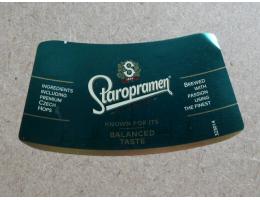 S
Staropramen
INGREDIENTS
INCLUDING
PREMIUM
CZECH
HOPS
BREWED
WITH
PASSION
USING
THE FINEST
KNOWN FOR ITS
BALANCED
TASTE